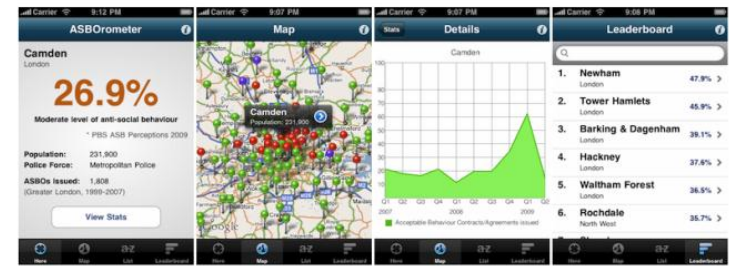 Carrier 9:12 PM
ASBOrometer
Camden
London
26.9%
Moderate level of anti-social behaviour
* PBS ASB Perceptions 2009
Population: 231,900
Police Force: Metropolitan Police
ASBOs Issued: 1,808
(Greater London, 1999-2007)
View Stats
Here Map List Leaderboard
Carrier 9:07 PM
Map
Camden
Population: 231,900
Google
Here Map List Leaderboard
Carrier 9:07 PM
Stats Details
Camden
100
90
80
70
60
50
40
30
20
10
Q1 Q2 Q3 Q4 Q1 Q2 Q3 Q4 Q1 Q2
2007 2008 2009
Acceptable Behaviour Contracts/Agreements issued
Here Map List Leaderboard
Carrier 9:08 PM
Leaderboard
1. Newham 47.9%
London
2. Tower Hamlets 45.9%
London
3. Barking & Dagenham 39.1%
London
4. Hackney 37.6%
London
5. Waltham Forest 36.5%
London
6. Rochdale 35.7%
North West
Here Map List Leaderboard